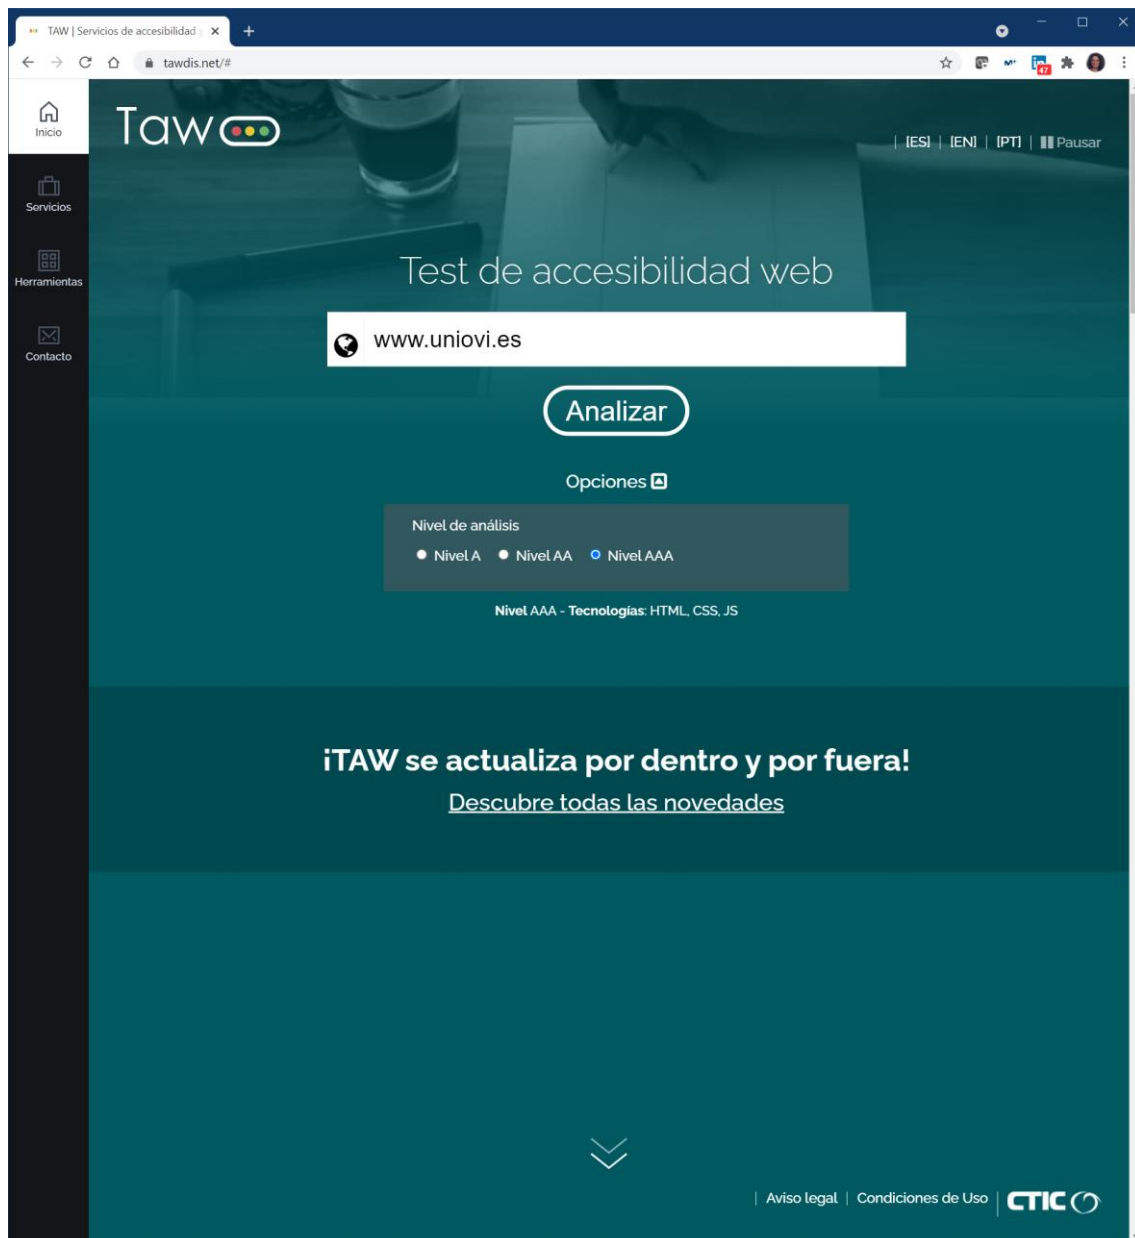 TAW | Servicios de accesibilidad
tawdis.net/#
47
Inicio
Taw
| [ES] | [EN] | [PT] | Pausar
Servicios
Herramientas
Contacto
Test de accesibilidad web
www.uniovi.es
Analizar
Opciones
Nivel de análisis
Nivel A Nivel AA Nivel AAA
Nivel AAA - Tecnologías: HTML, CSS, JS
¡TAW se actualiza por dentro y por fuera!
Descubre todas las novedades
| Aviso legal | Condiciones de Uso | CTIC